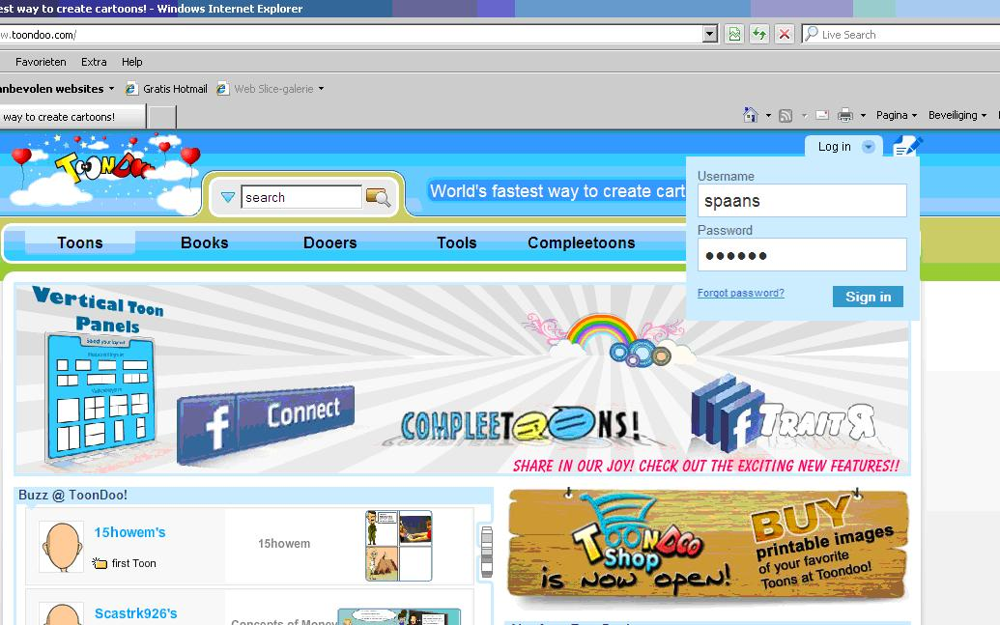 est way to create cartoons! - Windows Internet Explorer
w.toondoo.com/
Live Search
Favorieten Extra Help
anbevolen websites Gratis Hotmail Web Slice-galerie
way to create cartoons!
Pagina Beveiliging
Log in
TOONDOO
search
World's fastest way to create cart
Username
spaans
Password
●●●●●●
Forgot password?
Sign in
Toons Books Dooers Tools Compleetoons
Vertical Toon
Panels
f Connect
COMPLEETOONS!
f TRAITR
SHARE IN OUR JOY! CHECK OUT THE EXCITING NEW FEATURES!!
Buzz @ ToonDoo!
15howem's
first Toon
15howem
Scastrk926's
Concepts of Money
TOONDOO
Shop
is now open!
BUY
printable images
of your favorite
Toons at Toondoo!